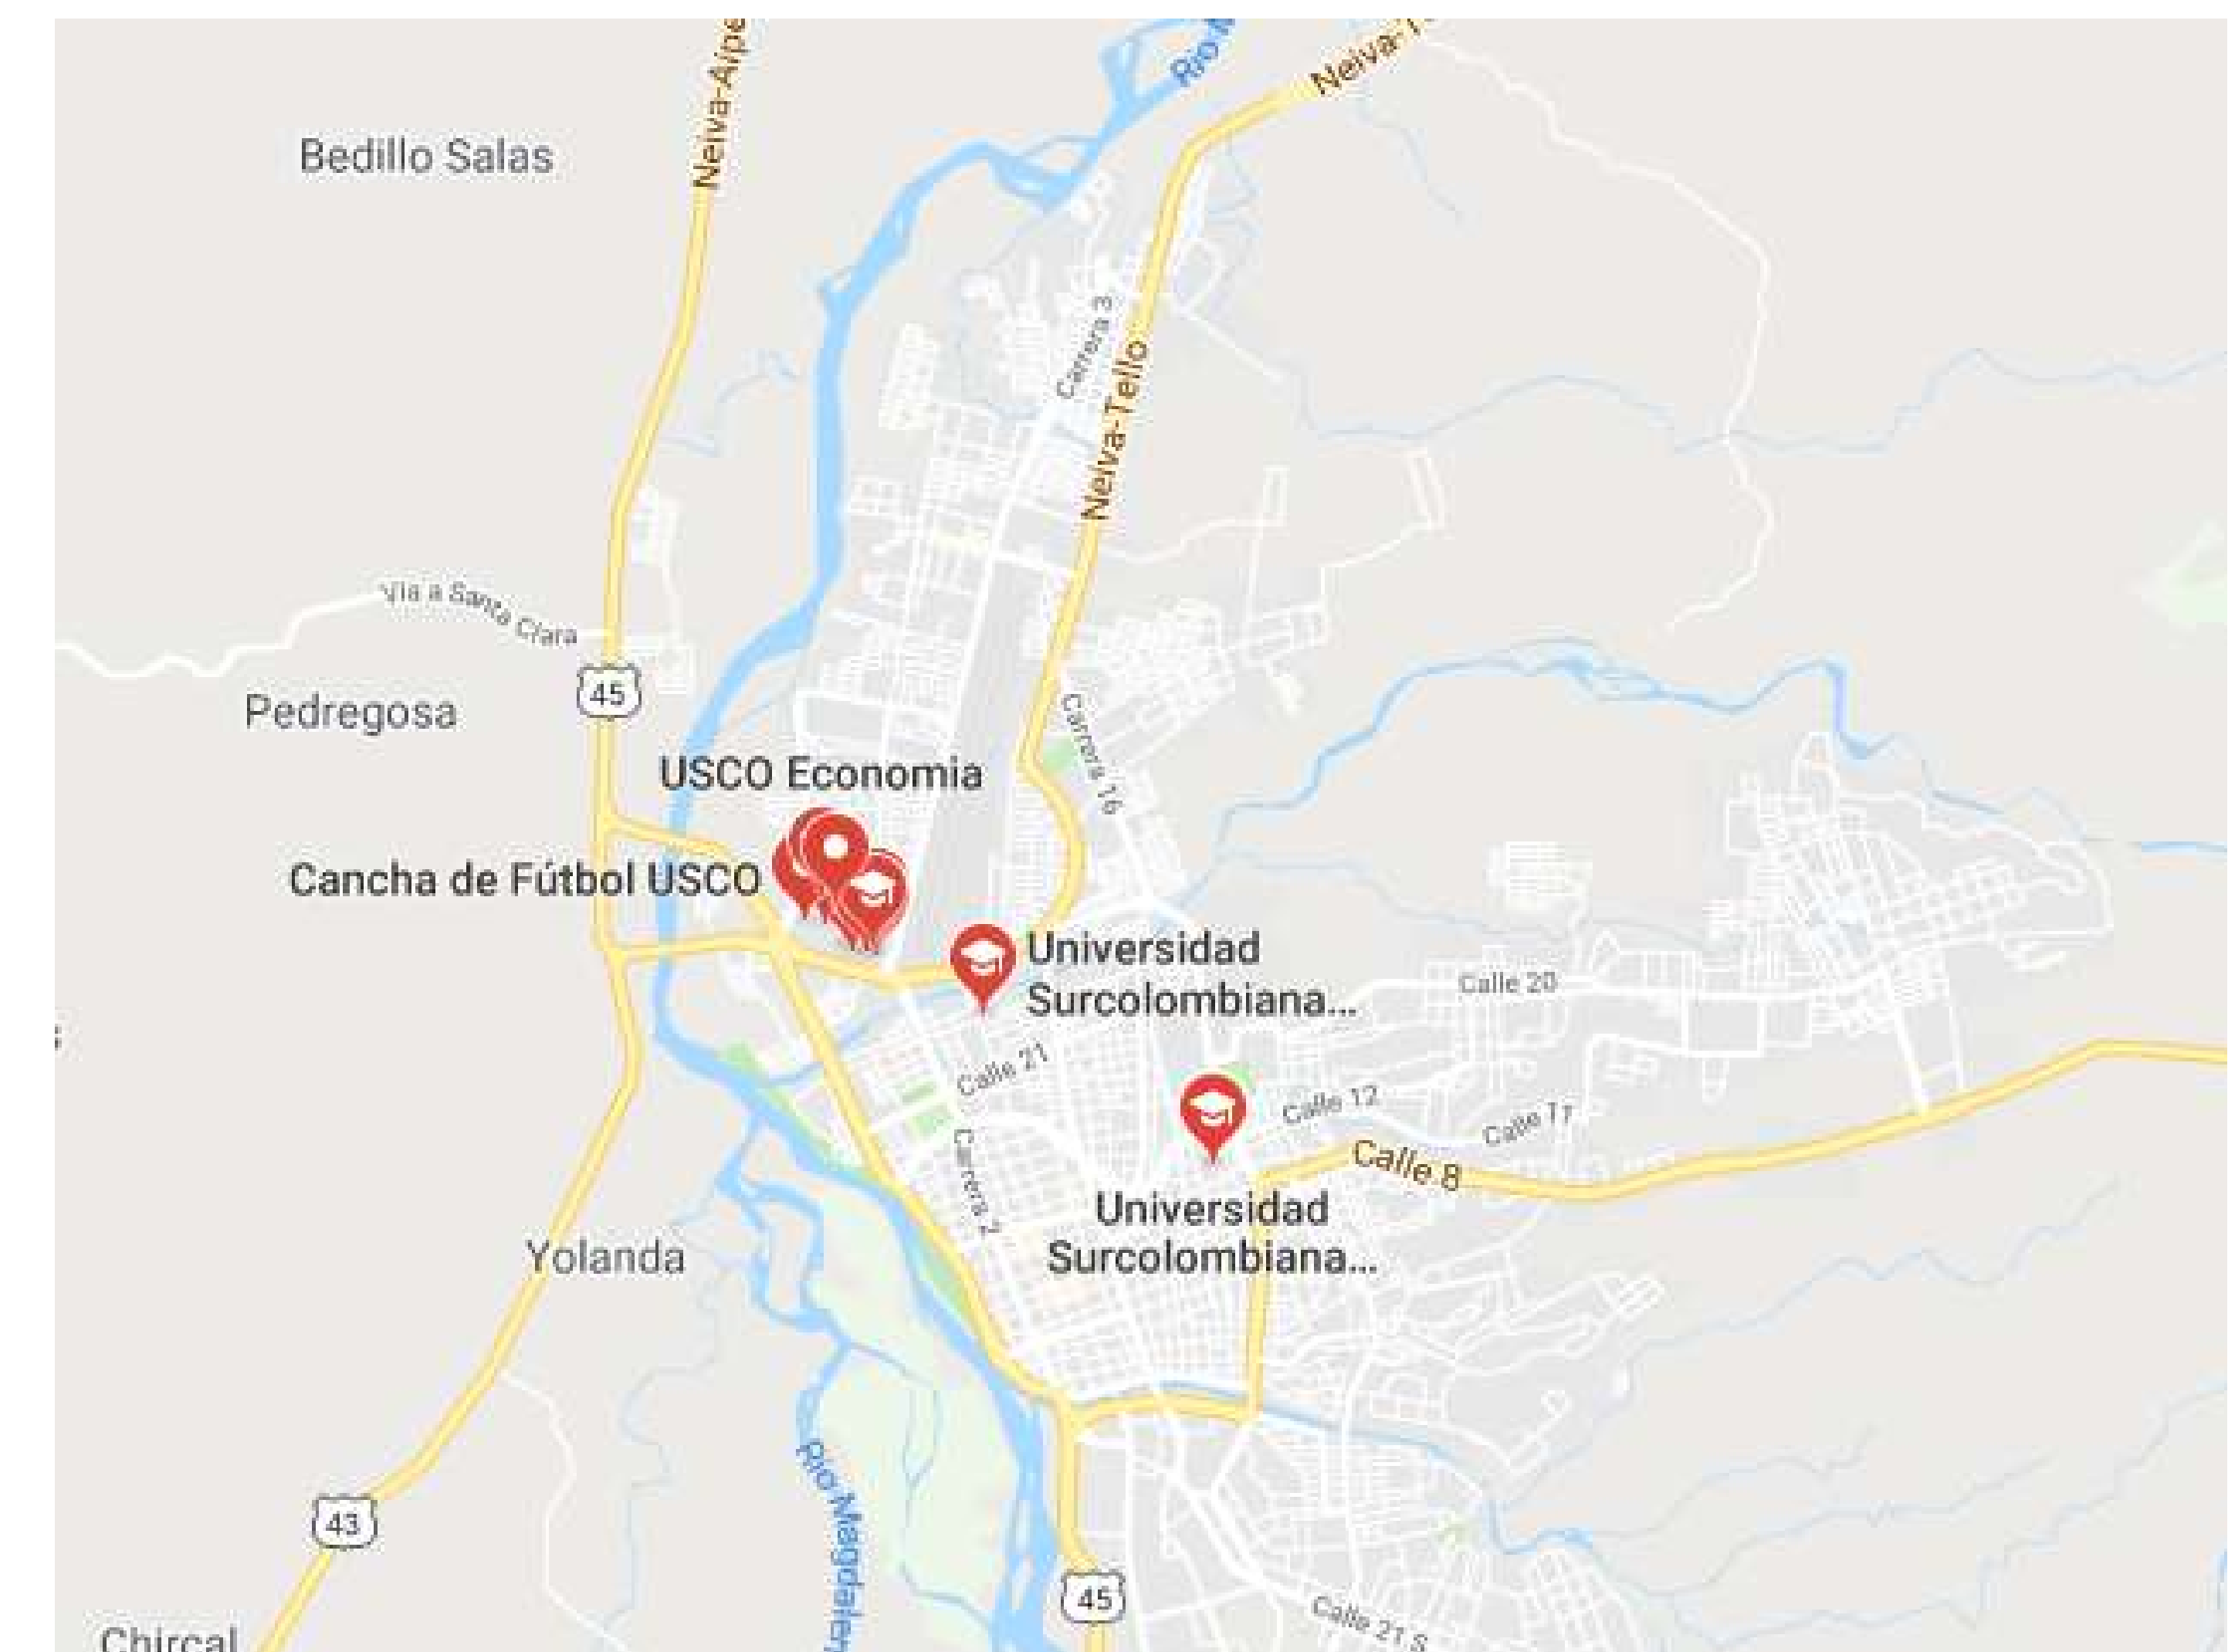 Neiva-Aipe
Neiva-T
Bedillo Salas
Carrera 3
Neiva-Tello
Vía a Santa Clara
45
Pedregosa
Carrera 16
USCO Economia
Cancha de Fútbol USCO
Universidad
Surcolombiana...
Calle 20
Calle 21
Calle 12
Calle 17
Calle 8
Carrera 2
Universidad
Surcolombiana...
Yolanda
Río Magdalen
43
45
Calle 21 S
Chircal